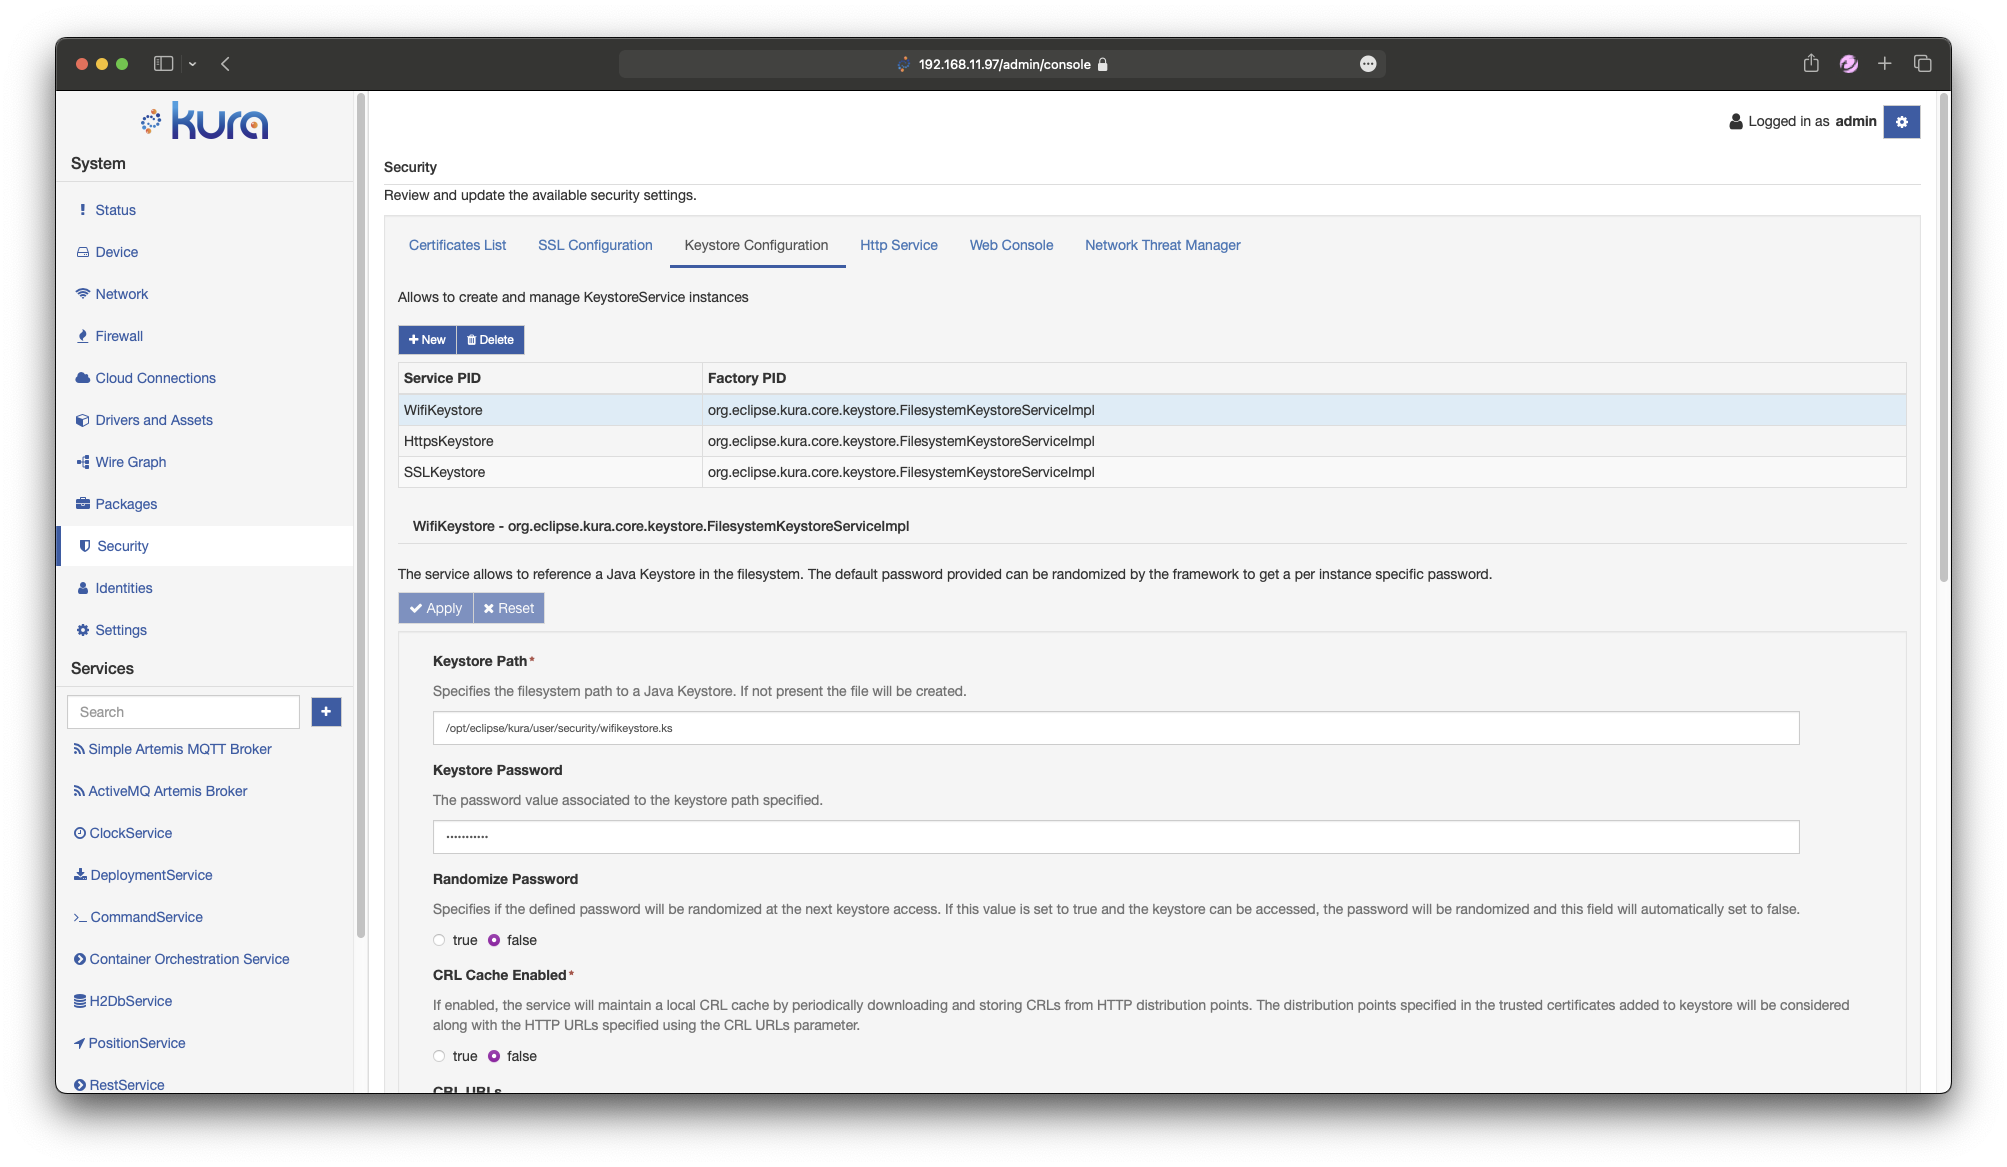 192.168.11.97/admin/console
kura
System
Status
Device
Network
Firewall
Cloud Connections
Drivers and Assets
Wire Graph
Packages
Security
Identities
Settings
Services
Search
Simple Artemis MQTT Broker
ActiveMQ Artemis Broker
ClockService
DeploymentService
CommandService
Container Orchestration Service
H2DbService
PositionService
RestService
Logged in as admin
Security
Review and update the available security settings.
Certificates List SSL Configuration Keystore Configuration Http Service Web Console Network Threat Manager
Allows to create and manage KeystoreService instances
New Delete
Service PID Factory PID
WifiKeystore org.eclipse.kura.core.keystore.FilesystemKeystoreServiceImpl
HttpsKeystore org.eclipse.kura.core.keystore.FilesystemKeystoreServiceImpl
SSLKeystore org.eclipse.kura.core.keystore.FilesystemKeystoreServiceImpl
WifiKeystore - org.eclipse.kura.core.keystore.FilesystemKeystoreServiceImpl
The service allows to reference a Java Keystore in the filesystem. The default password provided can be randomized by the framework to get a per instance specific password.
Apply Reset
Keystore Path*
Specifies the filesystem path to a Java Keystore. If not present the file will be created.
/opt/eclipse/kura/user/security/wifikeystore.ks
Keystore Password
The password value associated to the keystore path specified.
•••••••••••
Randomize Password
Specifies if the defined password will be randomized at the next keystore access. If this value is set to true and the keystore can be accessed, the password will be randomized and this field will automatically set to false.
true false
CRL Cache Enabled*
If enabled, the service will maintain a local CRL cache by periodically downloading and storing CRLs from HTTP distribution points. The distribution points specified in the trusted certificates added to keystore will be considered
along with the HTTP URLs specified using the CRL URLs parameter.
true false
CRL URLs